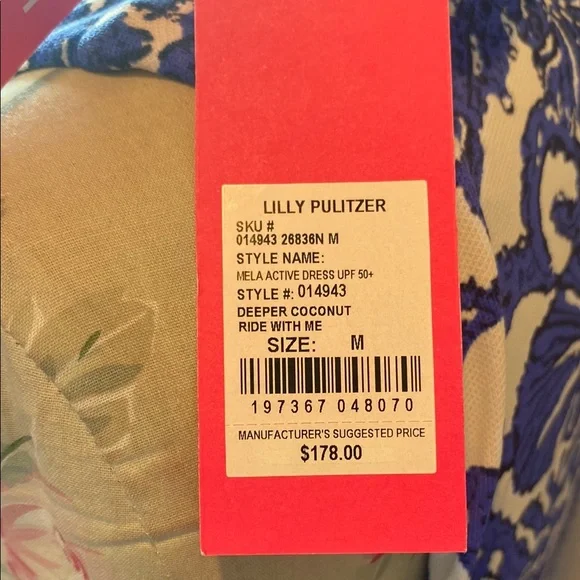 LILLY PULITZER
SKU #
014943 26836N M
STYLE NAME:
MELA ACTIVE DRESS UPF 50+
STYLE #: 014943
DEEPER COCONUT
RIDE WITH ME
SIZE: M
197367 048070
MANUFACTURER'S SUGGESTED PRICE
$178.00